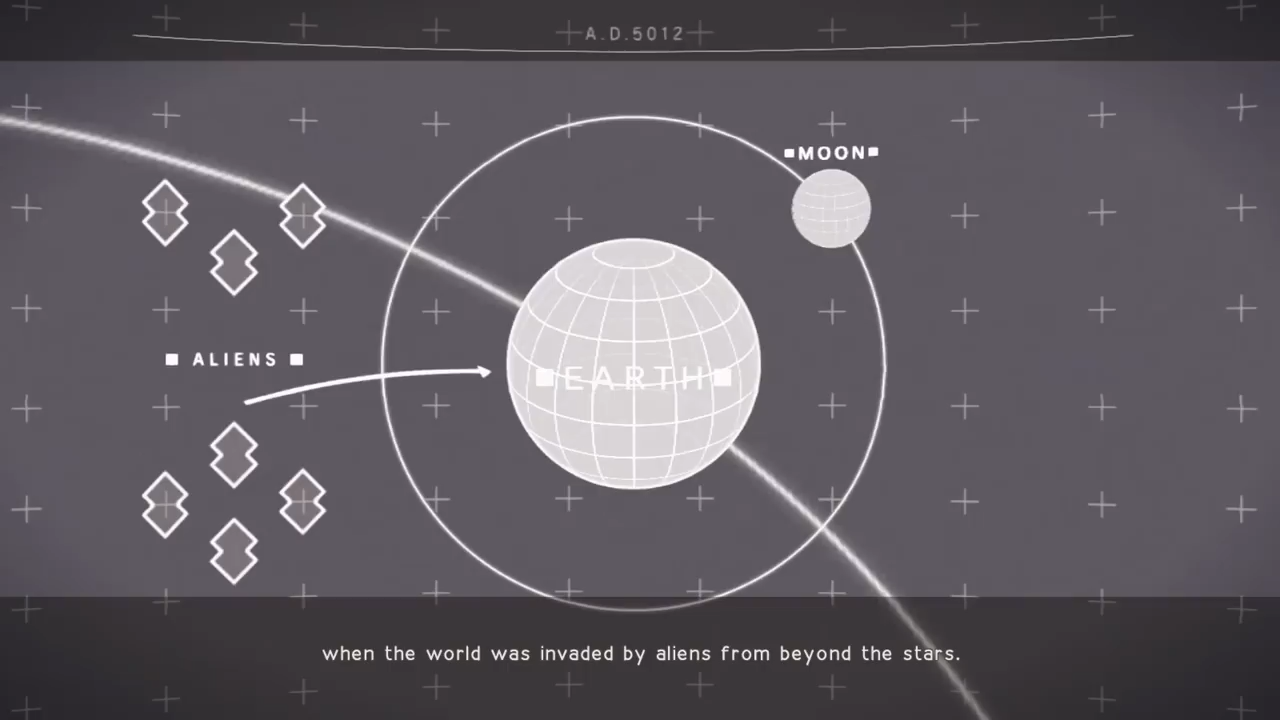 A.D.5012
MOON
ALIENS
EARTH
when the world was invaded by aliens from beyond the stars.